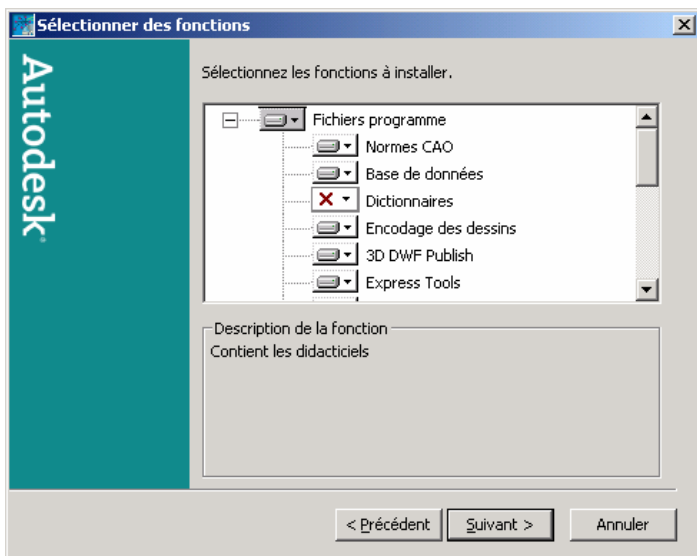 Sélectionner des fonctions
Autodesk
Sélectionnez les fonctions à installer.
Fichiers programme
Normes CAO
Base de données
Dictionnaires
Encodage des dessins
3D DWF Publish
Express Tools
Description de la fonction
Contient les didacticiels
< Précédent
Suivant >
Annuler